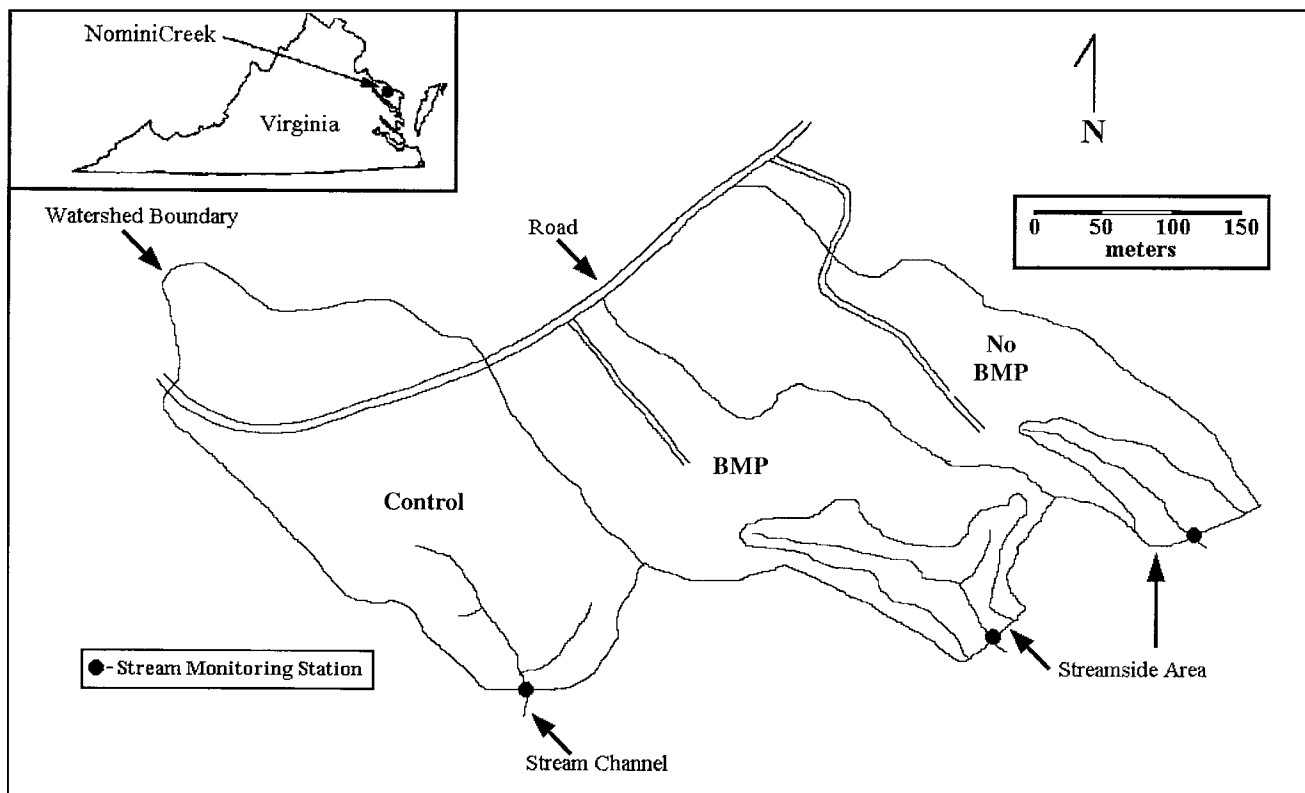 NominiCreek
Virginia
N
Watershed Boundary
Road
0 50 100 150
meters
No
BMP
BMP
Control
Stream Monitoring Station
Streamside Area
Stream Channel